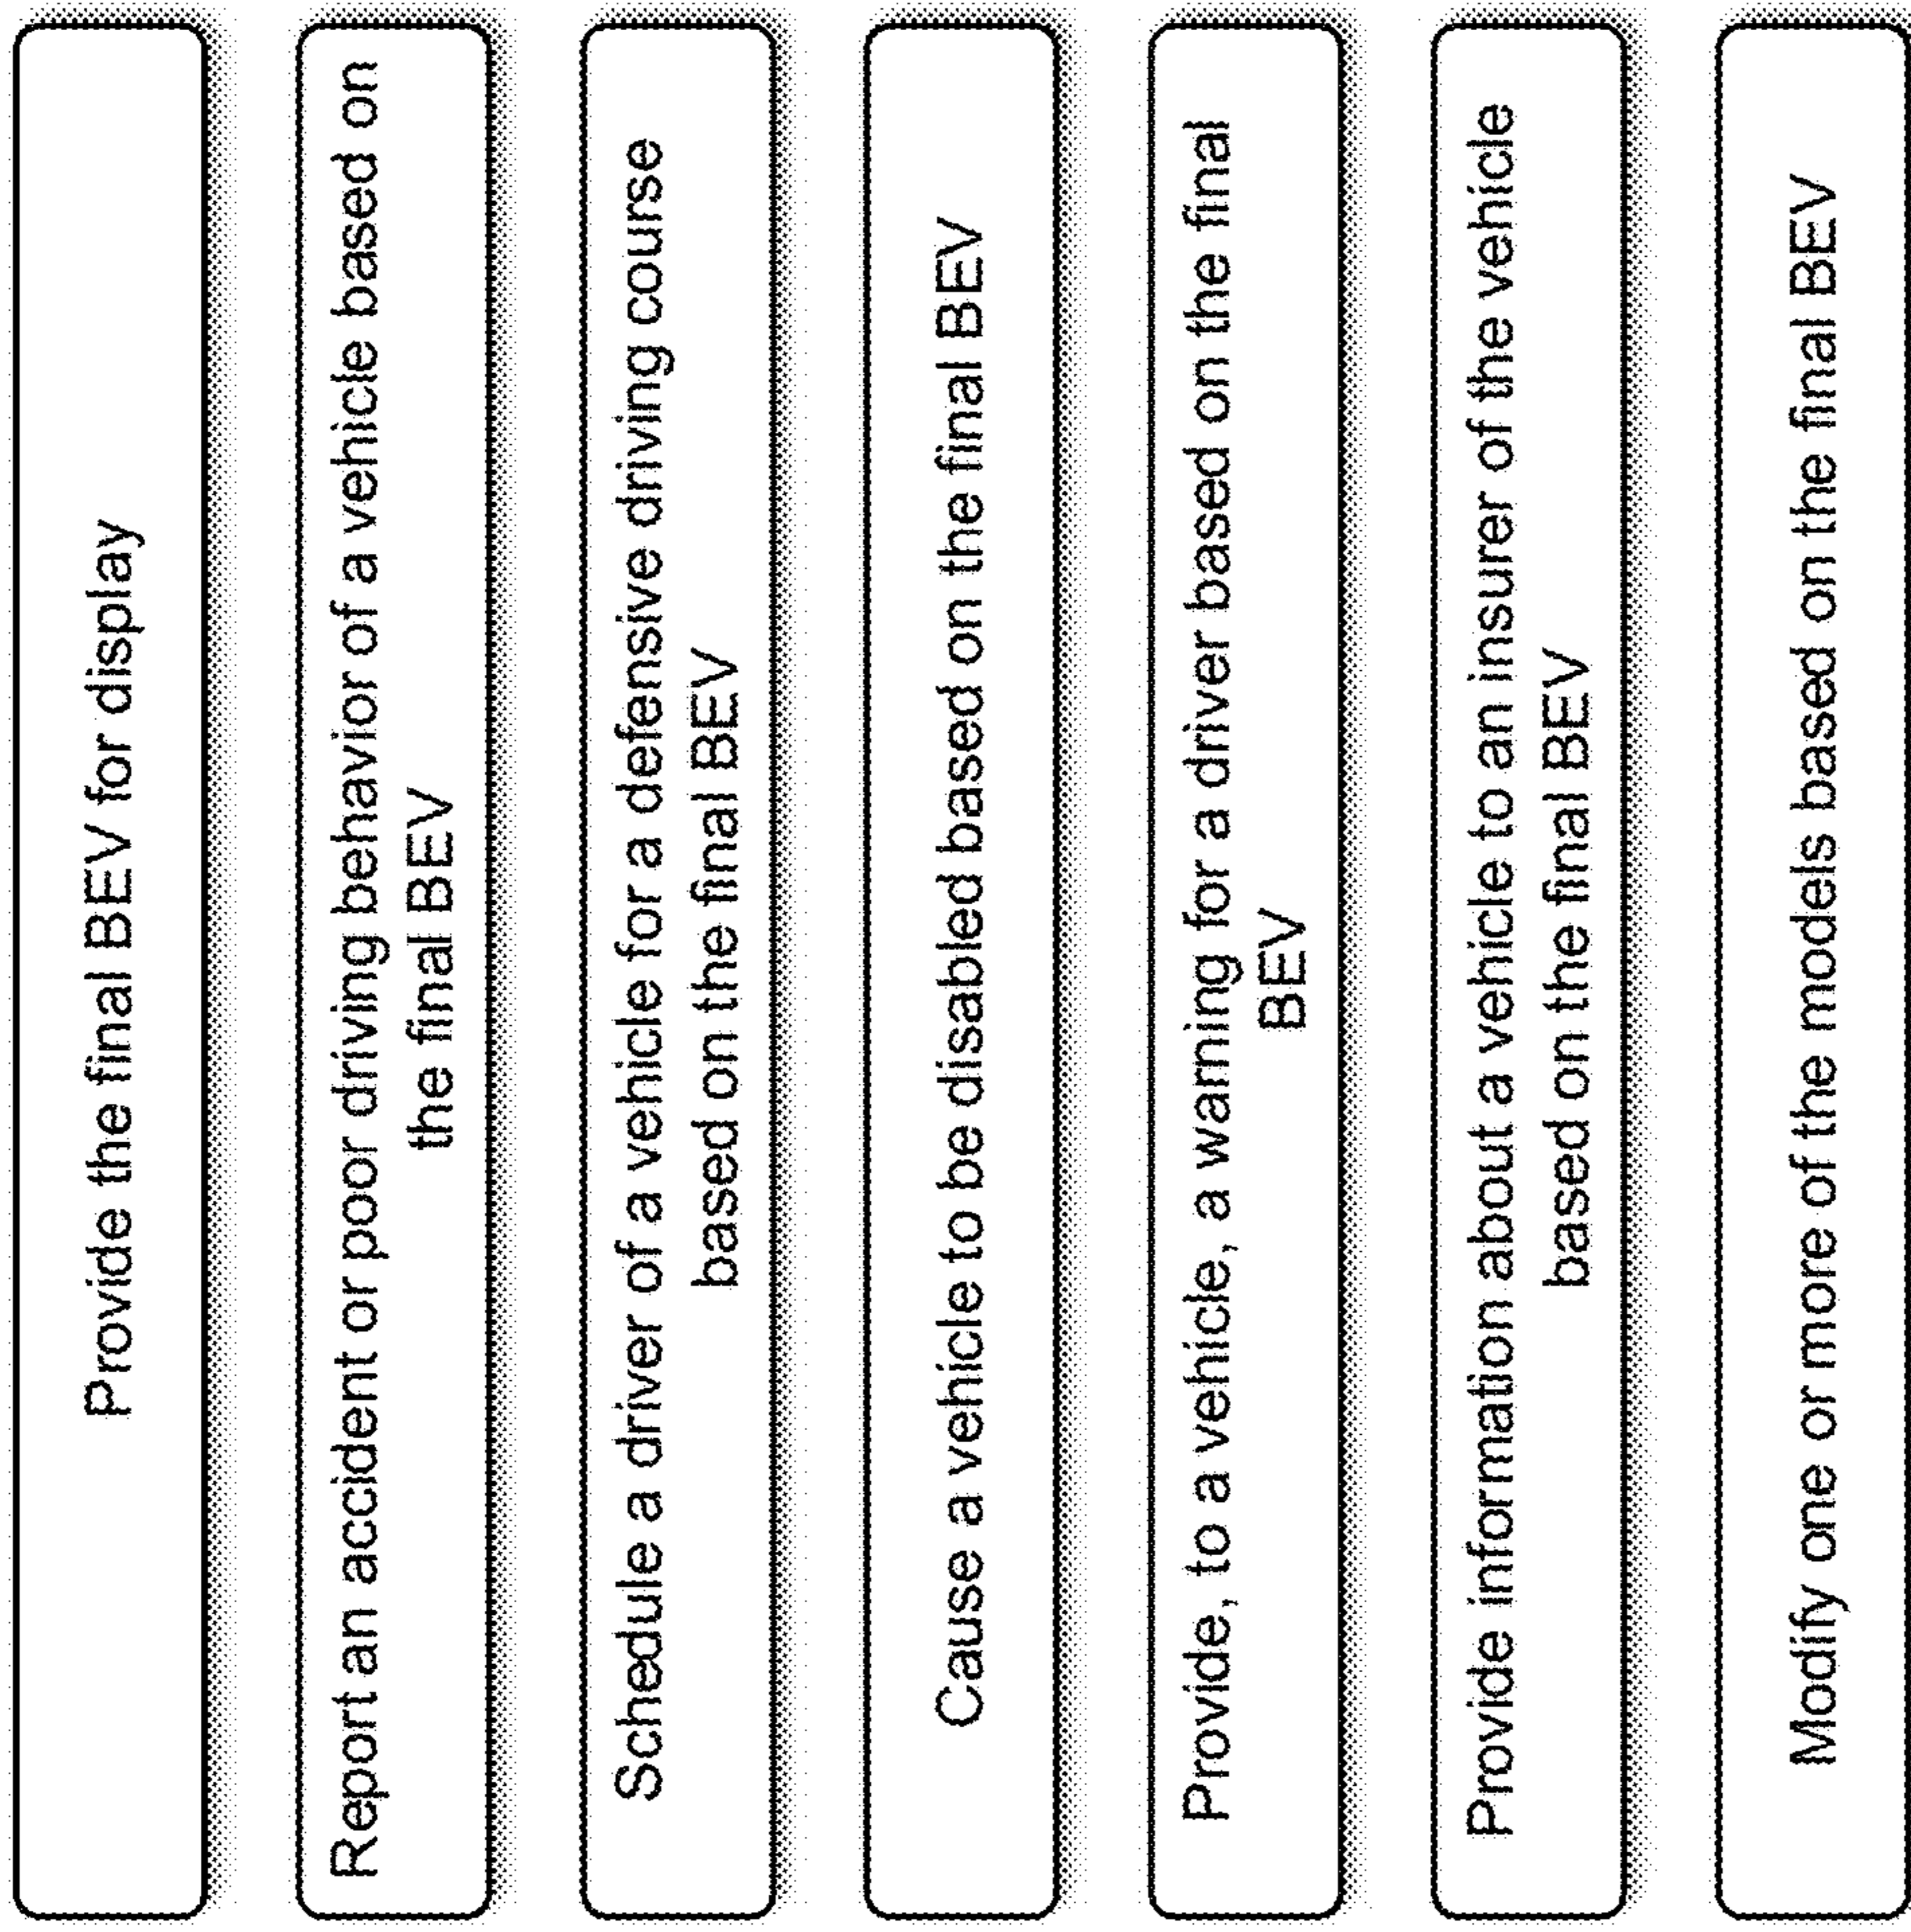 Provide the final BEV for display
Report an accident or poor driving behavior of a vehicle based on
the final BEV
Schedule a driver of a vehicle for a defensive driving course
based on the final BEV
Cause a vehicle to be disabled based on the final BEV
Provide, to a vehicle, a warning for a driver based on the final
BEV
Provide information about a vehicle to an insurer of the vehicle
based on the final BEV
Modify one or more of the models based on the final BEV